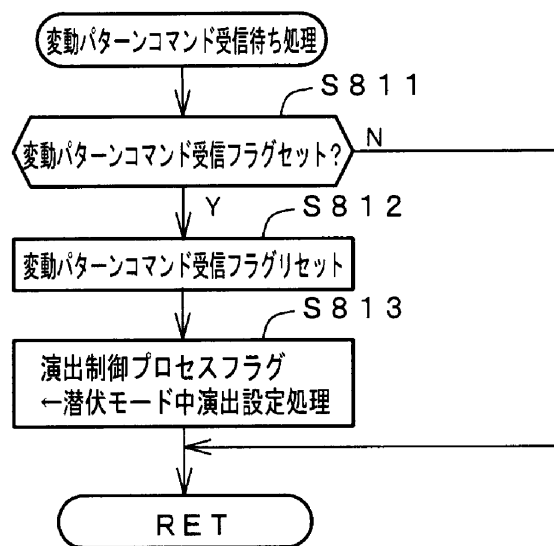 変動パターンコマンド受信待ち処理
S811
変動パターンコマンド受信フラグセット?
N
Y
S812
変動パターンコマンド受信フラグリセット
S813
演出制御プロセスフラグ
←潜伏モード中演出設定処理
RET